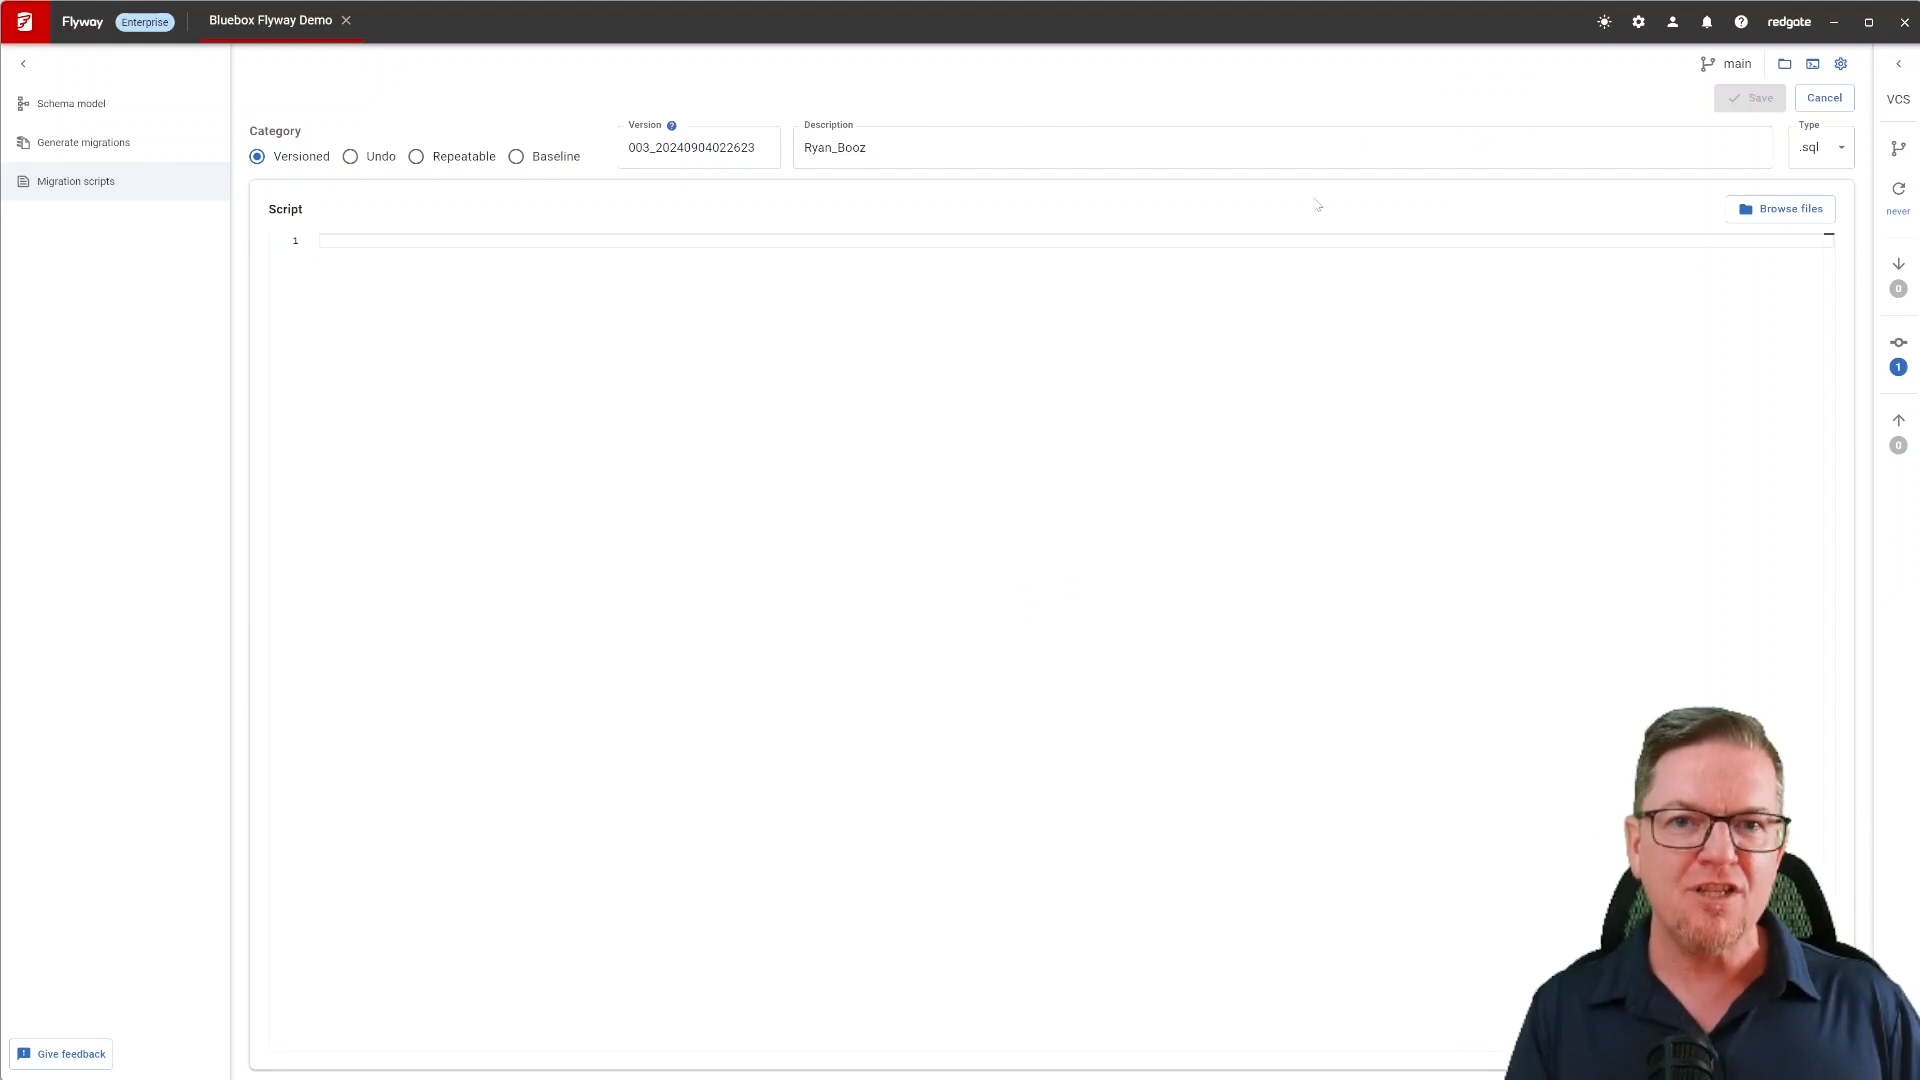 Flyway Enterprise Bluebox Flyway Demo redgate
main
Schema model
Generate migrations
Migration scripts
Save Cancel
VCS
Category
Versioned Undo Repeatable Baseline
Version
003_20240904022623
Description
Ryan_Booz
Type
.sql
Script
Browse files
1
never
0
1
0
Give feedback